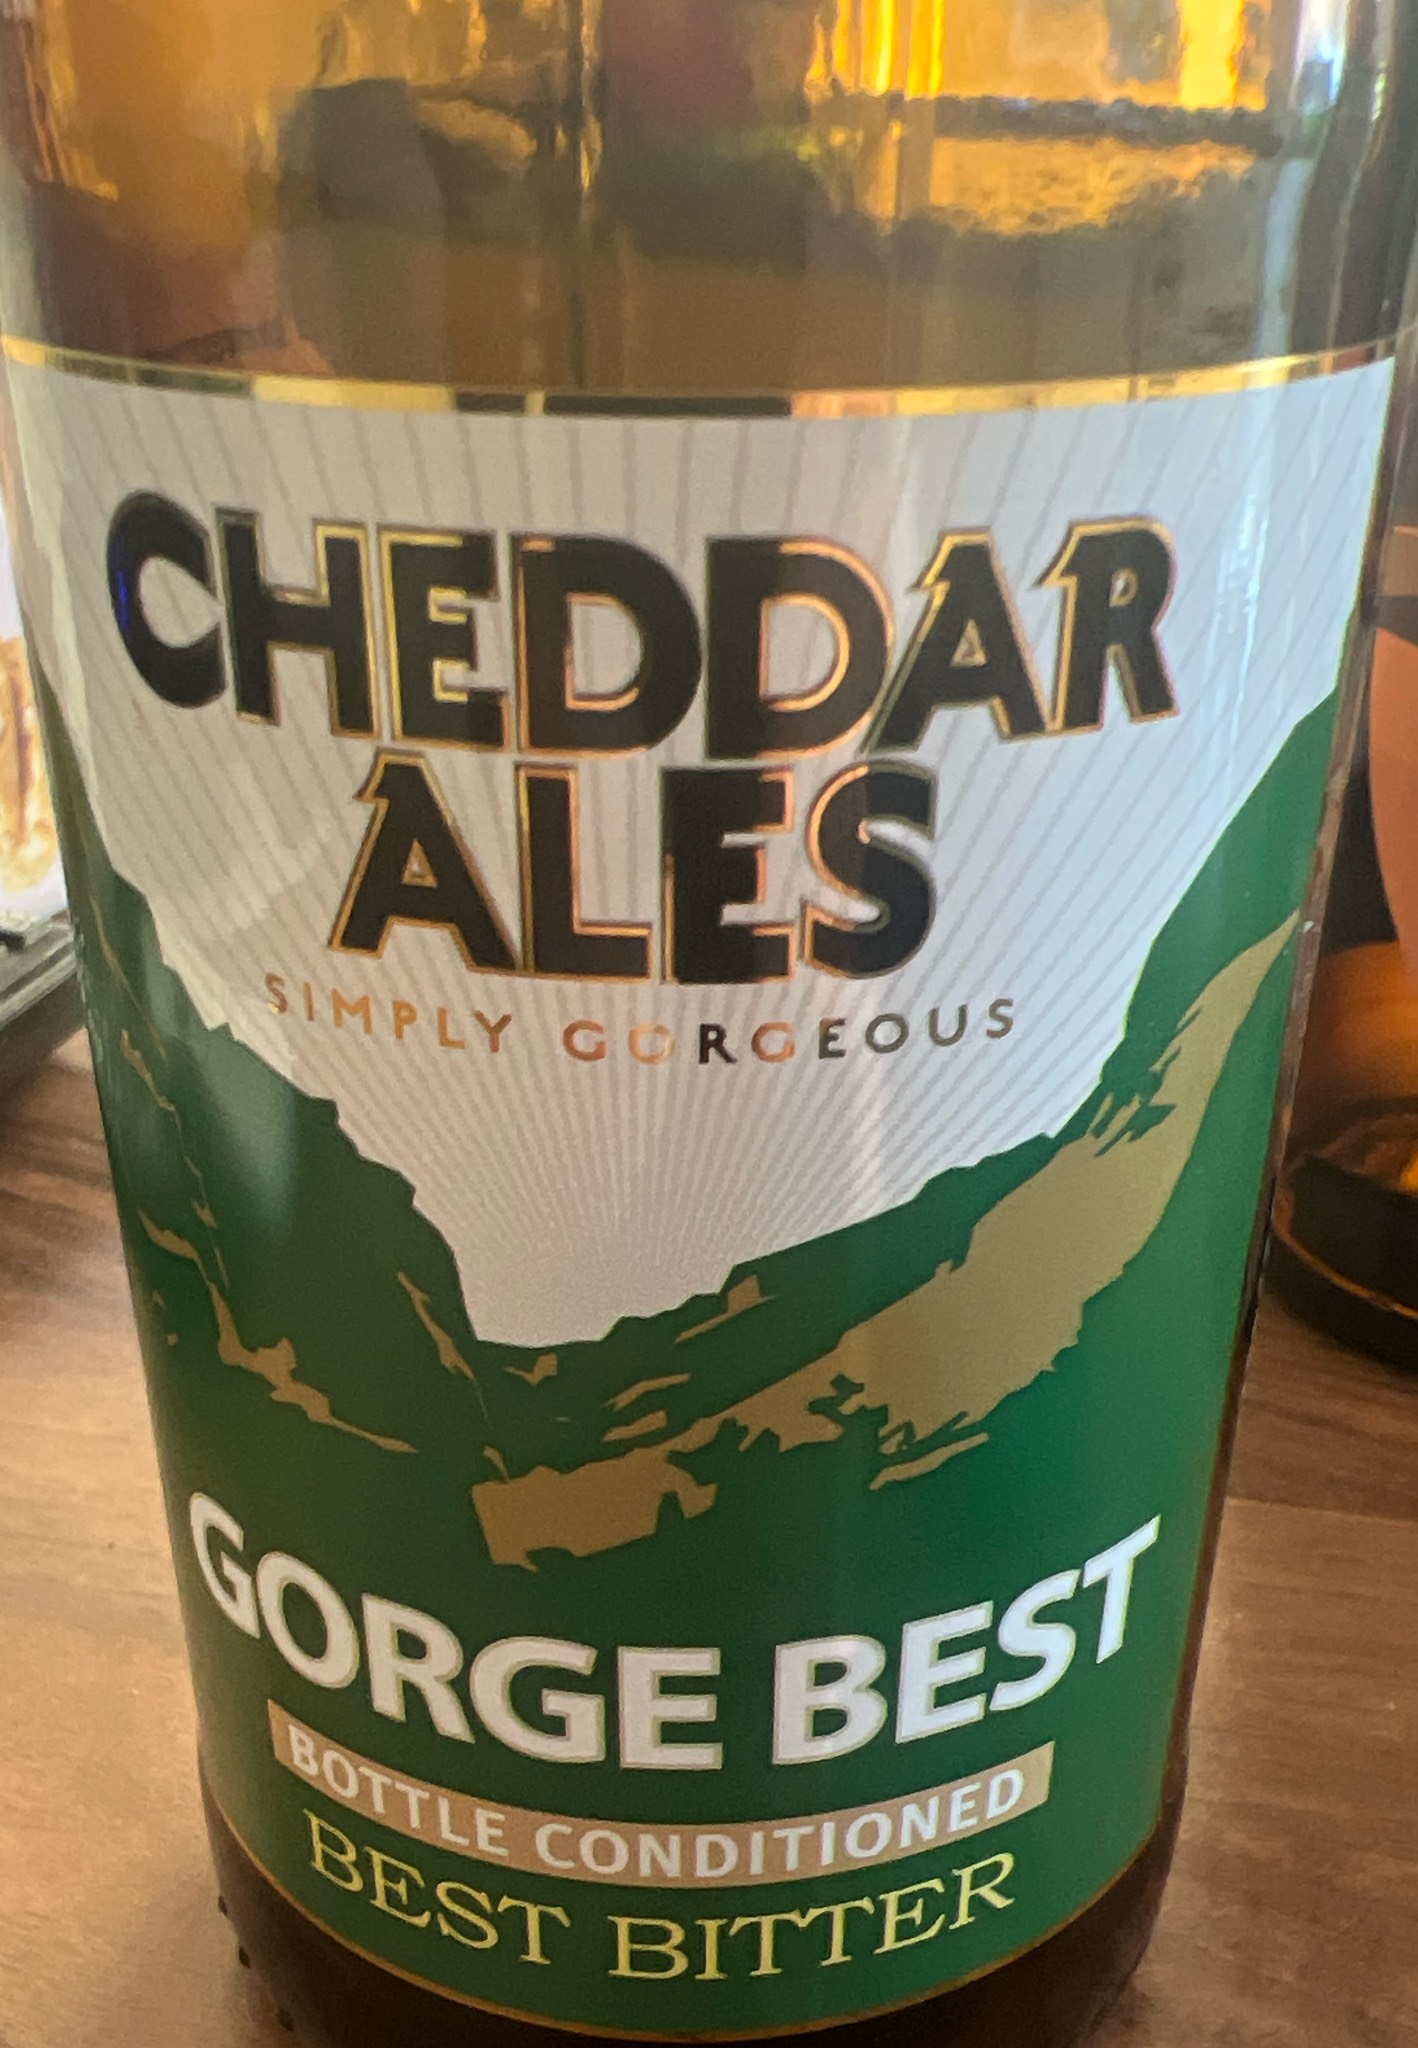 CHEDDAR
ALES
SIMPLY GORGEOUS
GORGE BEST
BOTTLE CONDITIONED
BEST BITTER